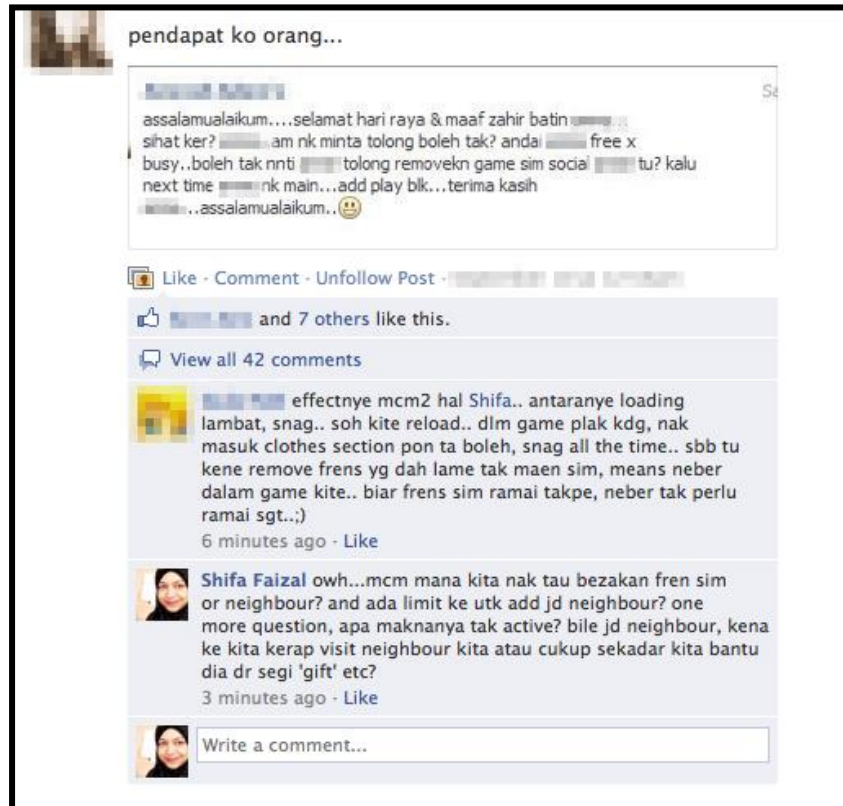 pendapat ko orang...
Sa
assalamualaikum....selamat hari raya & maaf zahir batin
sihat ker? ..am nk minta tolong boleh tak? andai free x
busy..boleh tak nnti tolong removekn game sim social tu? kalu
next time nk main...add play blk...terima kasih
..assalamualaikum..
Like · Comment · Unfollow Post ·
and 7 others like this.
View all 42 comments
effectnye mcm2 hal Shifa.. antaranye loading
lambat, snag.. soh kite reload.. dlm game plak kdg, nak
masuk clothes section pon ta boleh, snag all the time.. sbb tu
kene remove frens yg dah lame tak maen sim, means neber
dalam game kite.. biar frens sim ramai takpe, neber tak perlu
ramai sgt..;)
6 minutes ago · Like
Shifa Faizal owh...mcm mana kita nak tau bezakan fren sim
or neighbour? and ada limit ke utk add jd neighbour? one
more question, apa maknanya tak active? bile jd neighbour, kena
ke kita kerap visit neighbour kita atau cukup sekadar kita bantu
dia dr segi 'gift' etc?
3 minutes ago · Like
Write a comment...